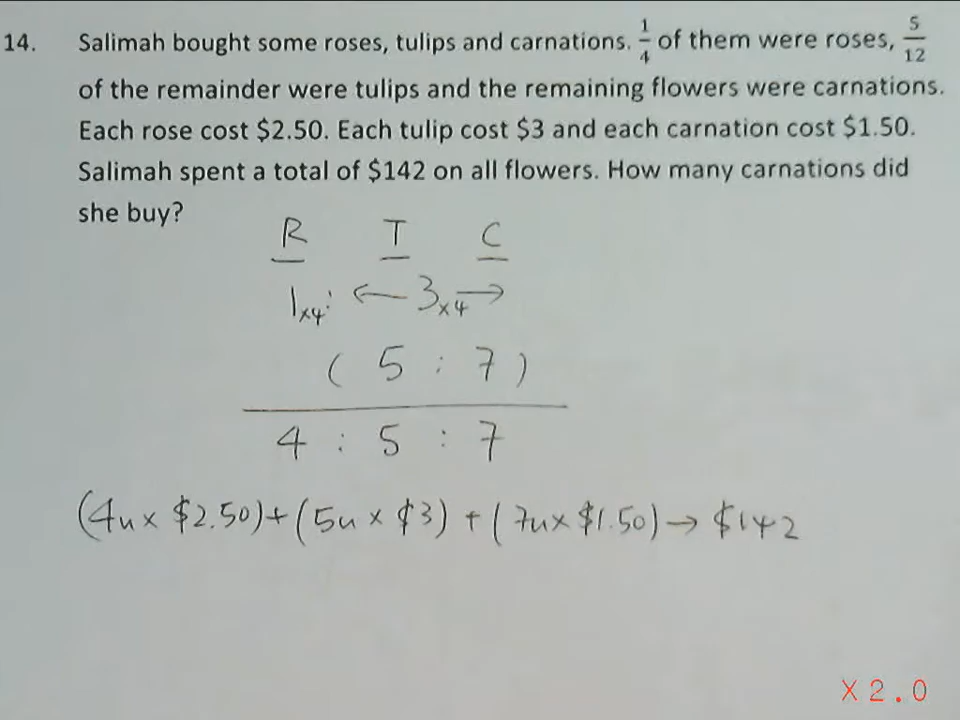 14. Salimah bought some roses, tulips and carnations. 1/4 of them were roses, 5/12
of the remainder were tulips and the remaining flowers were carnations.
Each rose cost $2.50. Each tulip cost $3 and each carnation cost $1.50.
Salimah spent a total of $142 on all flowers. How many carnations did
she buy?
R T C
1x4 : ← 3x4 →
( 5 : 7 )
4 : 5 : 7
(4u x $2.50) + (5u x $3) + (7u x $1.50) → $142
X2.0